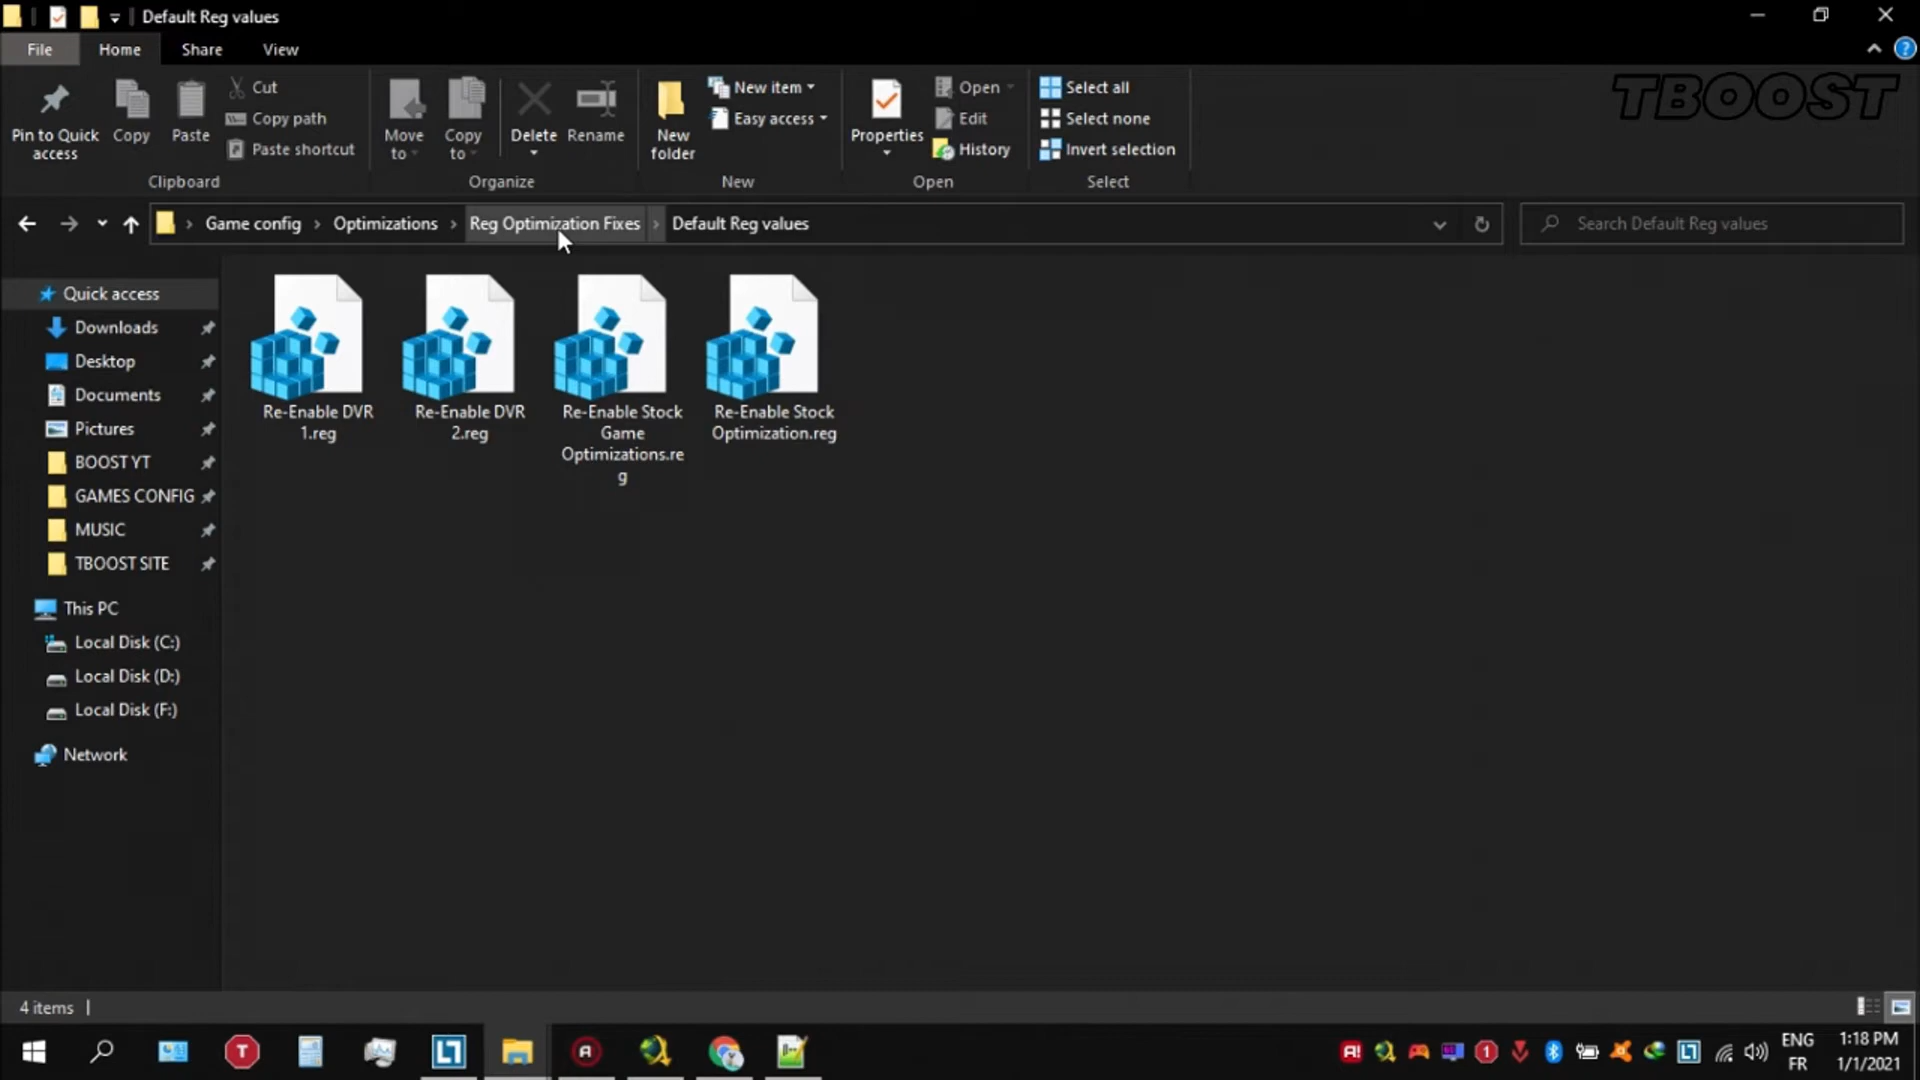 Default Reg values
File Home Share View
TBOOST
Pin to Quick access
Copy
Paste
Cut
Copy path
Paste shortcut
Clipboard
Move to
Copy to
Delete
Rename
Organize
New folder
New item
Easy access
New
Properties
Open
Edit
History
Open
Select all
Select none
Invert selection
Select
Game config > Optimizations > Reg Optimization Fixes > Default Reg values
Search Default Reg values
Quick access
Downloads
Desktop
Documents
Pictures
BOOST YT
GAMES CONFIG
MUSIC
TBOOST SITE
This PC
Local Disk (C:)
Local Disk (D:)
Local Disk (F:)
Network
Re-Enable DVR
1.reg
Re-Enable DVR
2.reg
Re-Enable Stock
Game
Optimizations.re
g
Re-Enable Stock
Optimization.reg
4 items
ENG
FR
1:18 PM
1/1/2021